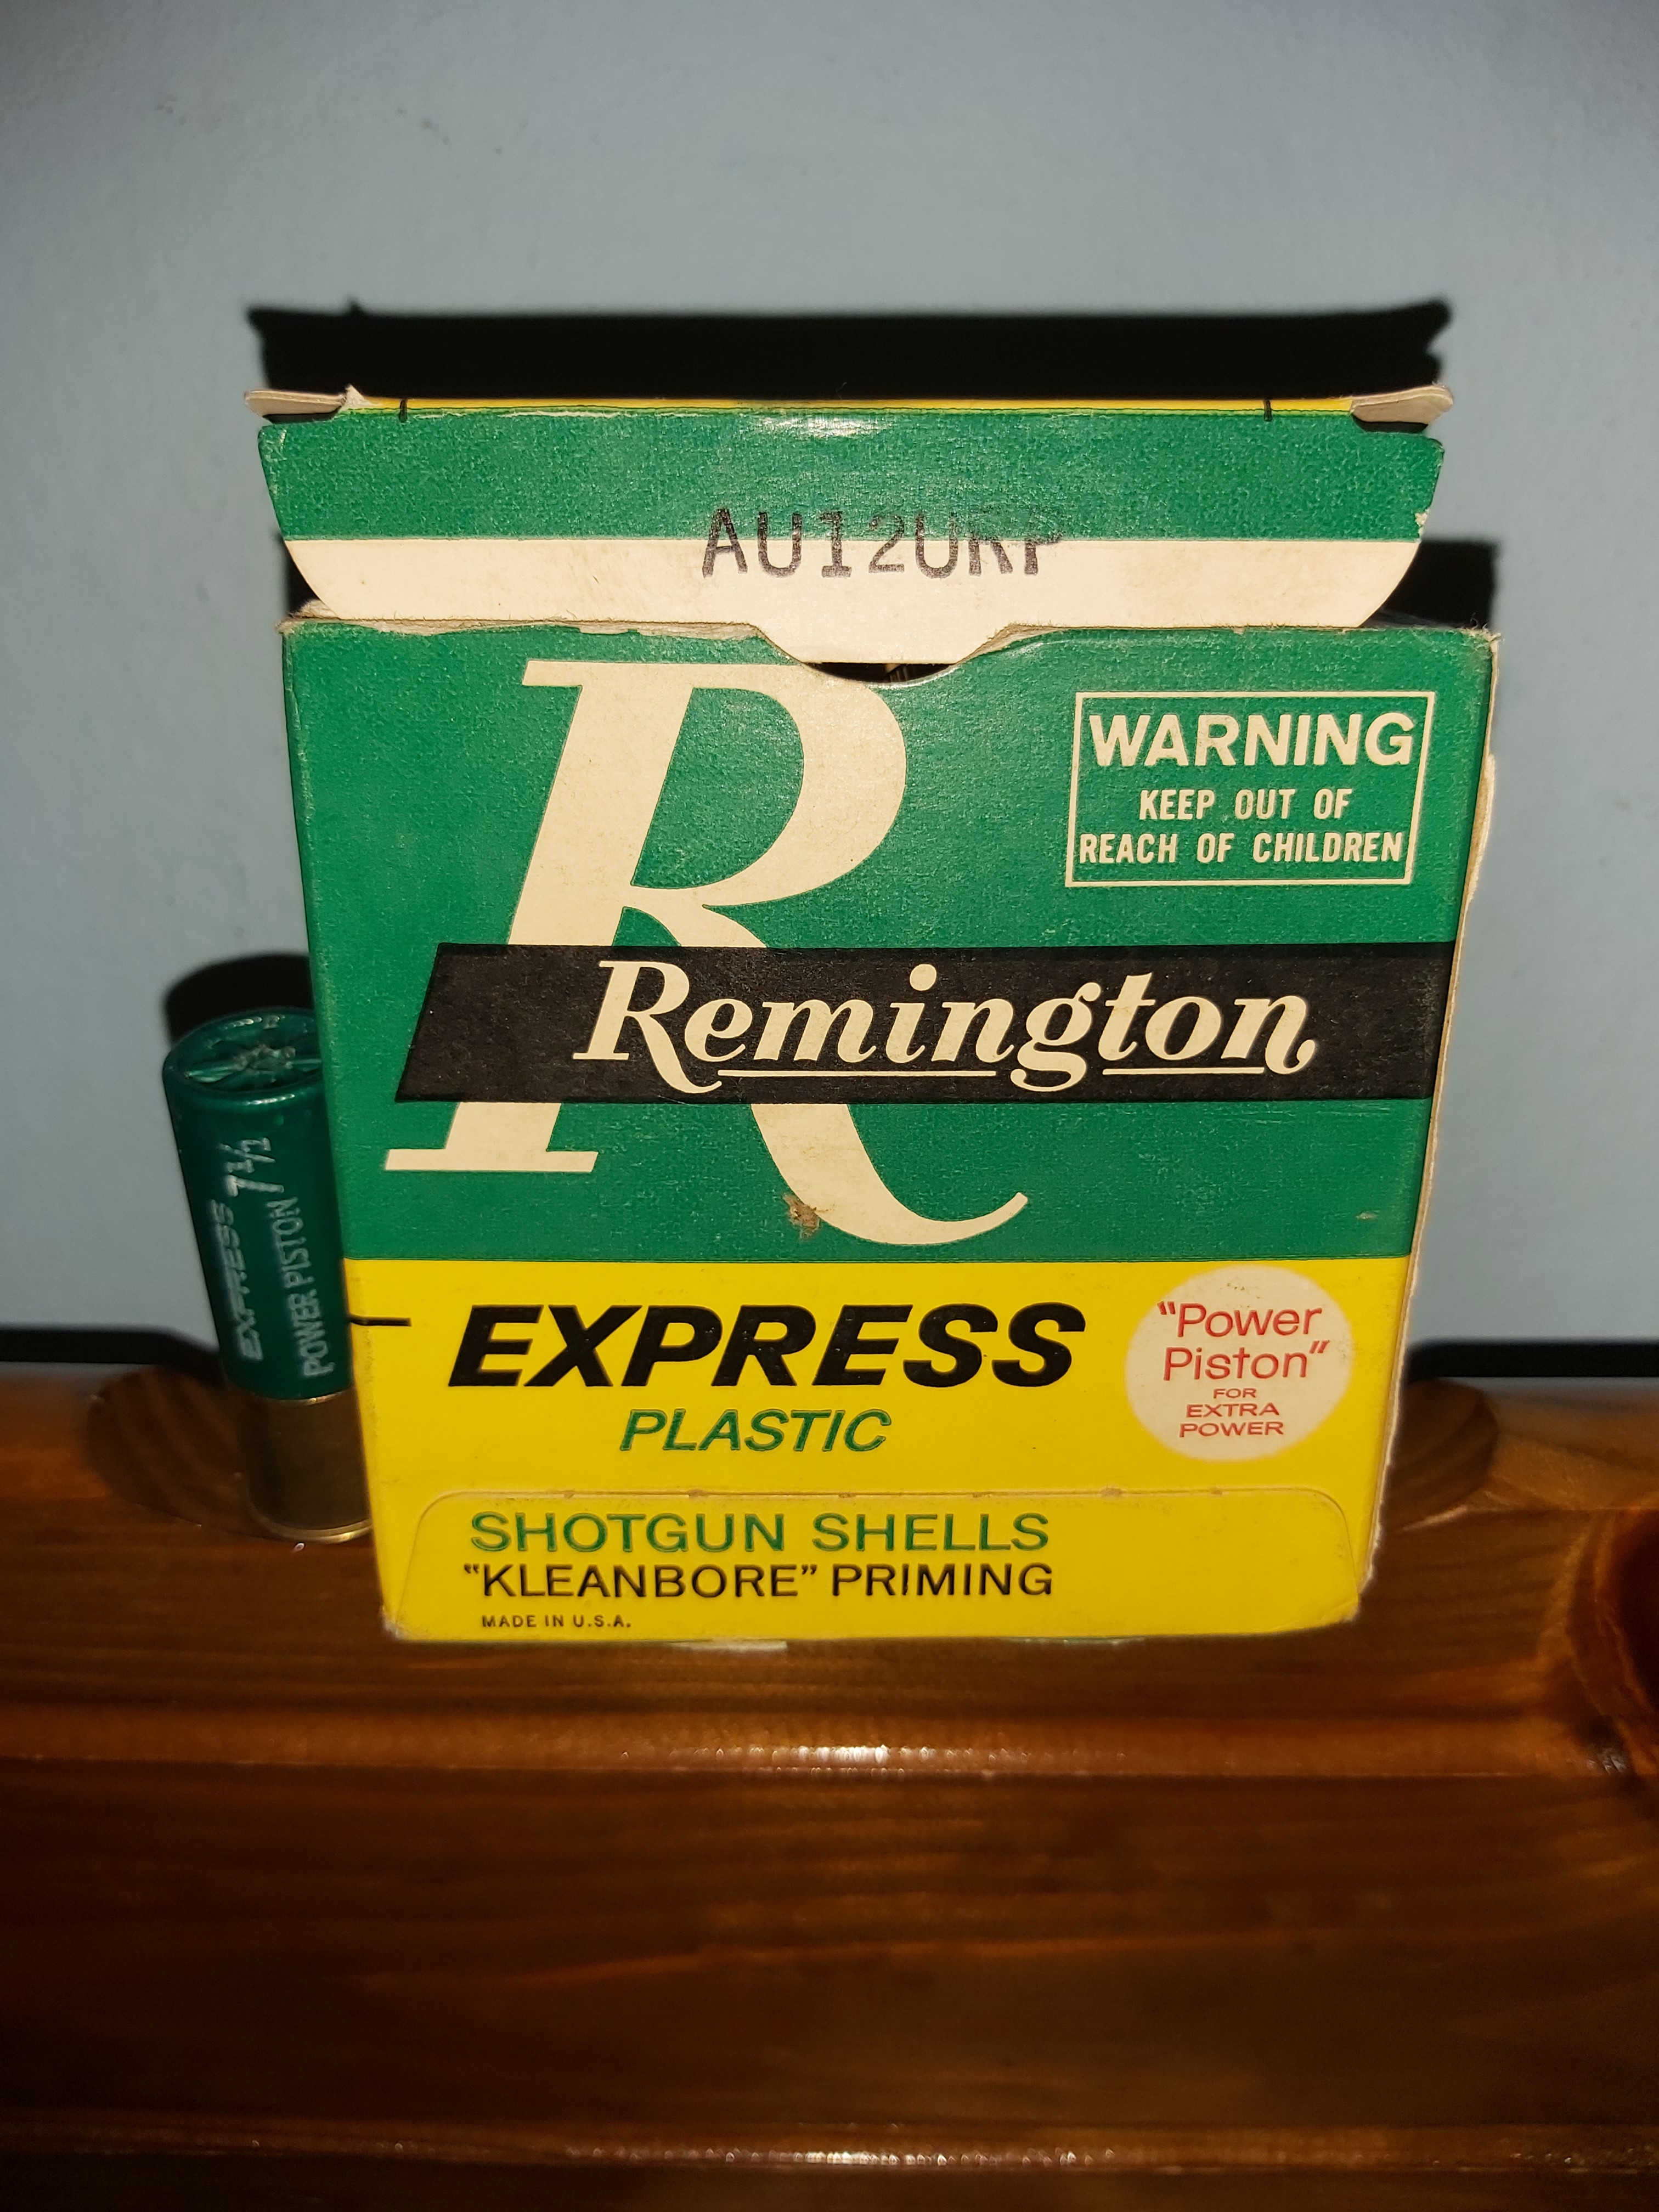 AU12URP
WARNING
KEEP OUT OF
REACH OF CHILDREN
R
Remington
EXPRESS
PLASTIC
"Power
Piston"
FOR
EXTRA
POWER
SHOTGUN SHELLS
"KLEANBORE" PRIMING
MADE IN U.S.A.
EXPRESS 7½
POWER PISTON